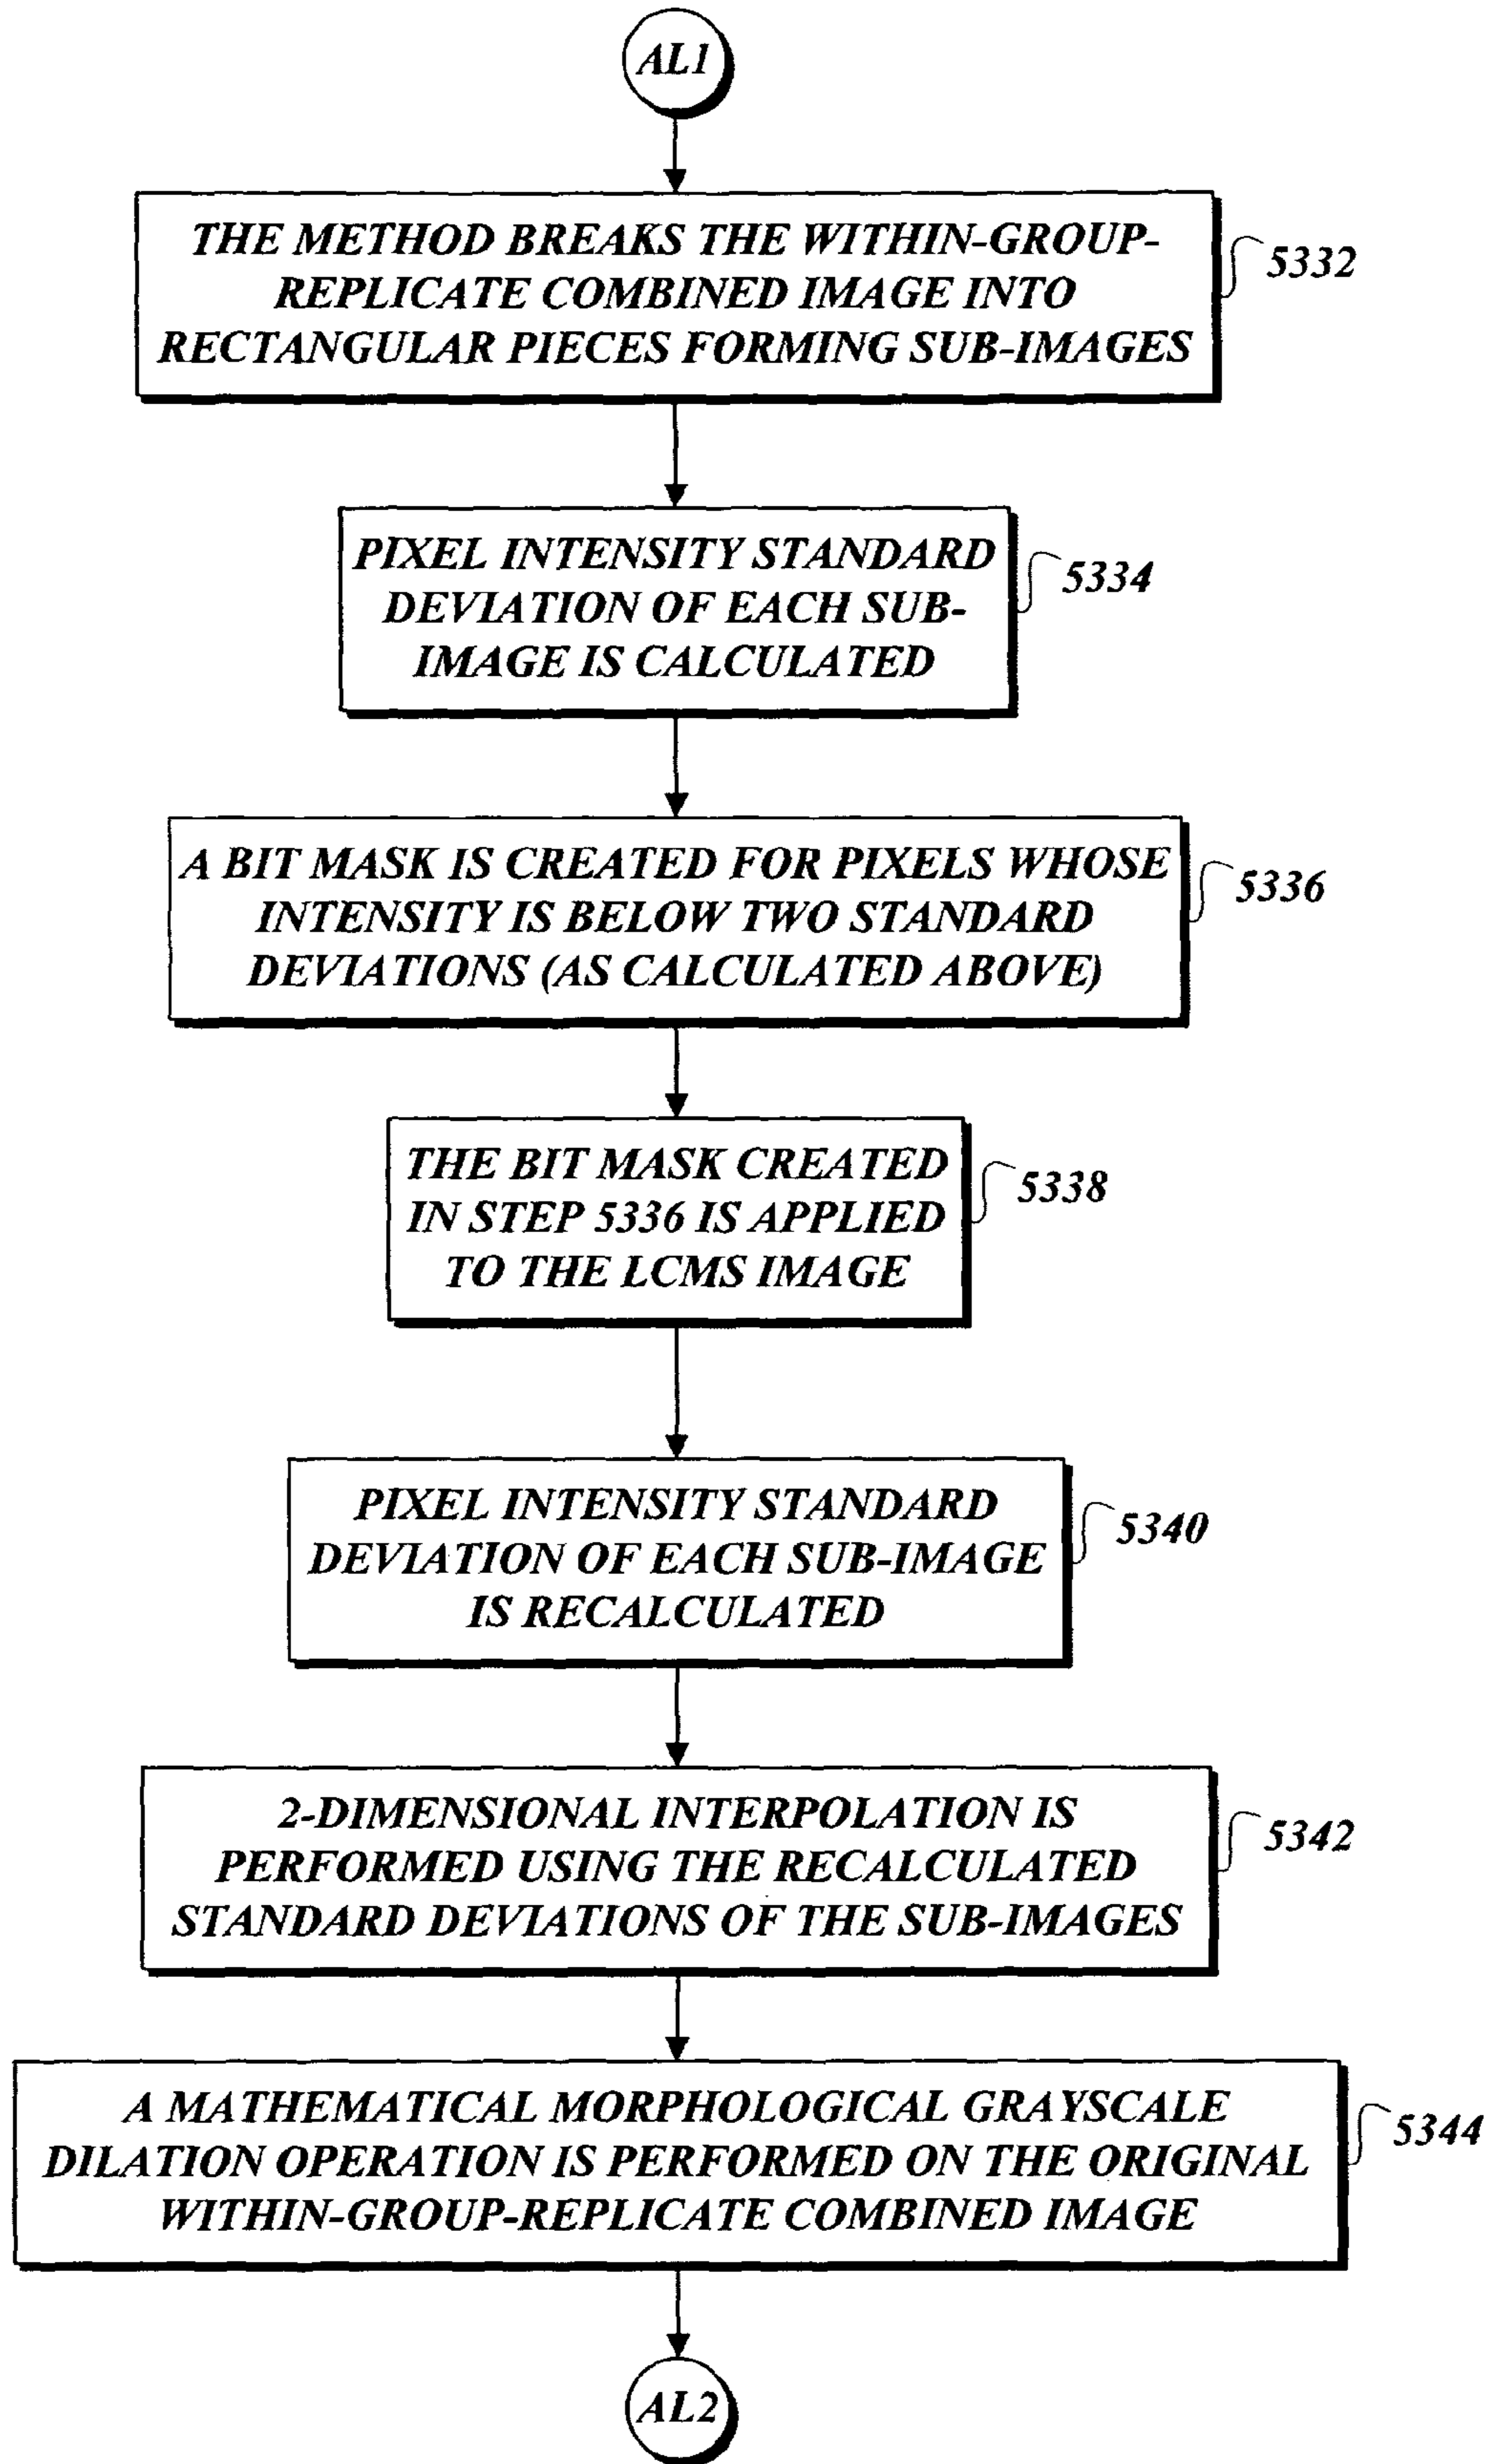 AL1
THE METHOD BREAKS THE WITHIN-GROUP-
REPLICATE COMBINED IMAGE INTO
RECTANGULAR PIECES FORMING SUB-IMAGES
5332
PIXEL INTENSITY STANDARD
DEVIATION OF EACH SUB-
IMAGE IS CALCULATED
5334
A BIT MASK IS CREATED FOR PIXELS WHOSE
INTENSITY IS BELOW TWO STANDARD
DEVIATIONS (AS CALCULATED ABOVE)
5336
THE BIT MASK CREATED
IN STEP 5336 IS APPLIED
TO THE LCMS IMAGE
5338
PIXEL INTENSITY STANDARD
DEVIATION OF EACH SUB-IMAGE
IS RECALCULATED
5340
2-DIMENSIONAL INTERPOLATION IS
PERFORMED USING THE RECALCULATED
STANDARD DEVIATIONS OF THE SUB-IMAGES
5342
A MATHEMATICAL MORPHOLOGICAL GRAYSCALE
DILATION OPERATION IS PERFORMED ON THE ORIGINAL
WITHIN-GROUP-REPLICATE COMBINED IMAGE
5344
AL2